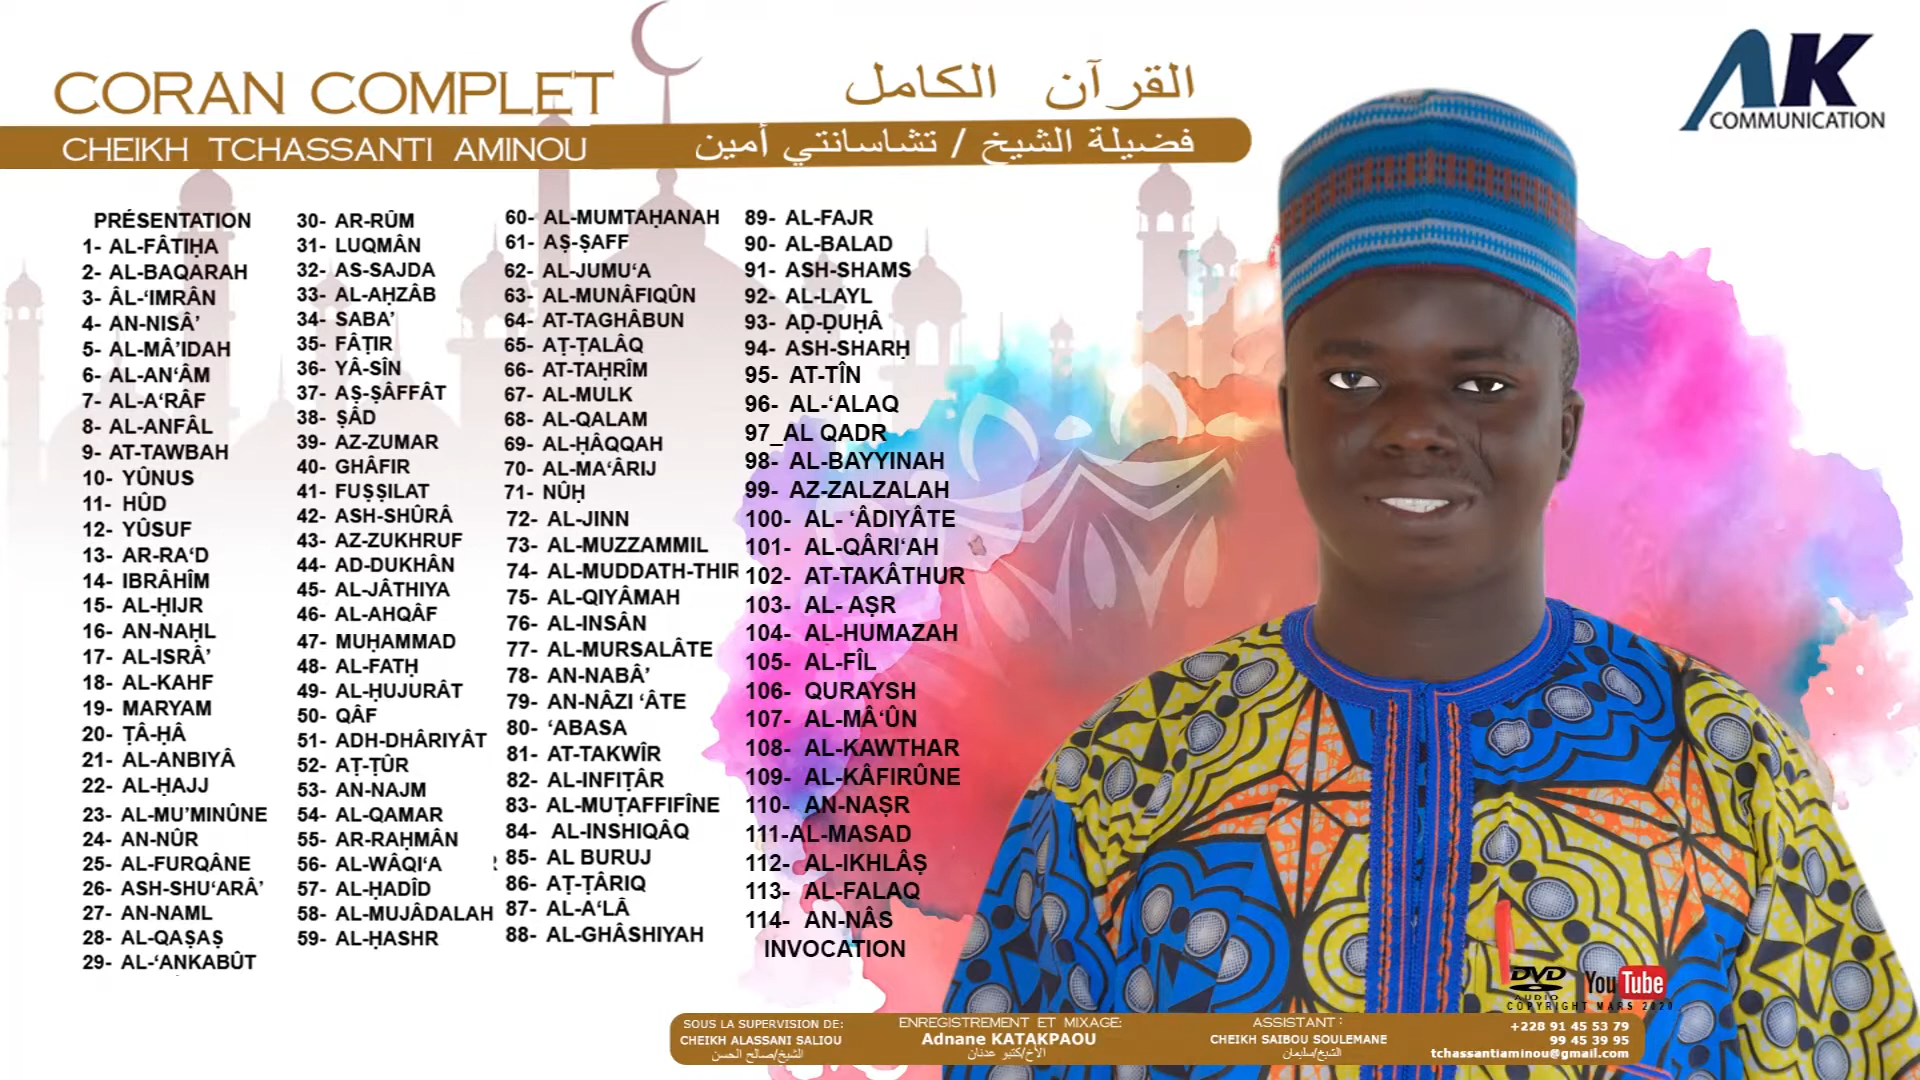 CORAN COMPLET
القرآن الكامل
CHEIKH TCHASSANTI AMINOU
فضيلة الشيخ / تشاسانتي أمين
AK
COMMUNICATION
PRÉSENTATION
1- AL-FÂTIḤA
2- AL-BAQARAH
3- ÂL-‘IMRÂN
4- AN-NISÂ’
5- AL-MÂ’IDAH
6- AL-AN‘ÂM
7- AL-A‘RÂF
8- AL-ANFÂL
9- AT-TAWBAH
10- YÛNUS
11- HÛD
12- YÛSUF
13- AR-RA‘D
14- IBRÂHÎM
15- AL-ḤIJR
16- AN-NAḤL
17- AL-ISRÂ’
18- AL-KAHF
19- MARYAM
20- ṬÂ-ḤÂ
21- AL-ANBIYÂ
22- AL-ḤAJJ
23- AL-MU’MINÛNE
24- AN-NÛR
25- AL-FURQÂNE
26- ASH-SHU‘ARÂ’
27- AN-NAML
28- AL-QAṢAṢ
29- AL-‘ANKABÛT
30- AR-RÛM
31- LUQMÂN
32- AS-SAJDA
33- AL-AḤZÂB
34- SABA’
35- FÂṬIR
36- YÂ-SÎN
37- AṢ-ṢÂFFÂT
38- ṢÂD
39- AZ-ZUMAR
40- GHÂFIR
41- FUṢṢILAT
42- ASH-SHÛRÂ
43- AZ-ZUKHRUF
44- AD-DUKHÂN
45- AL-JÂTHIYA
46- AL-AHQÂF
47- MUḤAMMAD
48- AL-FATḤ
49- AL-ḤUJURÂT
50- QÂF
51- ADH-DHÂRIYÂT
52- AṬ-ṬÛR
53- AN-NAJM
54- AL-QAMAR
55- AR-RAḤMÂN
56- AL-WÂQI‘A
57- AL-ḤADÎD
58- AL-MUJÂDALAH
59- AL-ḤASHR
60- AL-MUMTAḤANAH
61- AṢ-ṢAFF
62- AL-JUMU‘A
63- AL-MUNÂFIQÛN
64- AT-TAGHÂBUN
65- AṬ-ṬALÂQ
66- AT-TAḤRÎM
67- AL-MULK
68- AL-QALAM
69- AL-ḤÂQQAH
70- AL-MA‘ÂRIJ
71- NÛḤ
72- AL-JINN
73- AL-MUZZAMMIL
74- AL-MUDDATH-THIR
75- AL-QIYÂMAH
76- AL-INSÂN
77- AL-MURSALÂTE
78- AN-NABÂ’
79- AN-NÂZI ‘ÂTE
80- ‘ABASA
81- AT-TAKWÎR
82- AL-INFIṬÂR
83- AL-MUṬAFFIFÎNE
84- AL-INSHIQÂQ
85- AL BURUJ
86- AṬ-ṬÂRIQ
87- AL-A‘LÂ
88- AL-GHÂSHIYAH
89- AL-FAJR
90- AL-BALAD
91- ASH-SHAMS
92- AL-LAYL
93- AḌ-ḌUḤÂ
94- ASH-SHARḤ
95- AT-TÎN
96- AL-‘ALAQ
97_AL QADR
98- AL-BAYYINAH
99- AZ-ZALZALAH
100- AL- ‘ÂDIYÂTE
101- AL-QÂRI‘AH
102- AT-TAKÂTHUR
103- AL- AṢR
104- AL-HUMAZAH
105- AL-FÎL
106- QURAYSH
107- AL-MÂ‘ÛN
108- AL-KAWTHAR
109- AL-KÂFIRÛNE
110- AN-NAṢR
111-AL-MASAD
112- AL-IKHLÂṢ
113- AL-FALAQ
114- AN-NÂS
INVOCATION
DVD
AUDIO
YouTube
COPYRIGHT MARS 2020
SOUS LA SUPERVISION DE:
CHEIKH ALASSANI SALIOU
الشيخ/صالح الحسن
ENREGISTREMENT ET MIXAGE:
Adnane KATAKPAOU
الأخ/كتبو عدنان
ASSISTANT :
CHEIKH SAIBOU SOULEMANE
الشيخ/سليمان
+228 91 45 53 79
99 45 39 95
tchassantiaminou@gmail.com